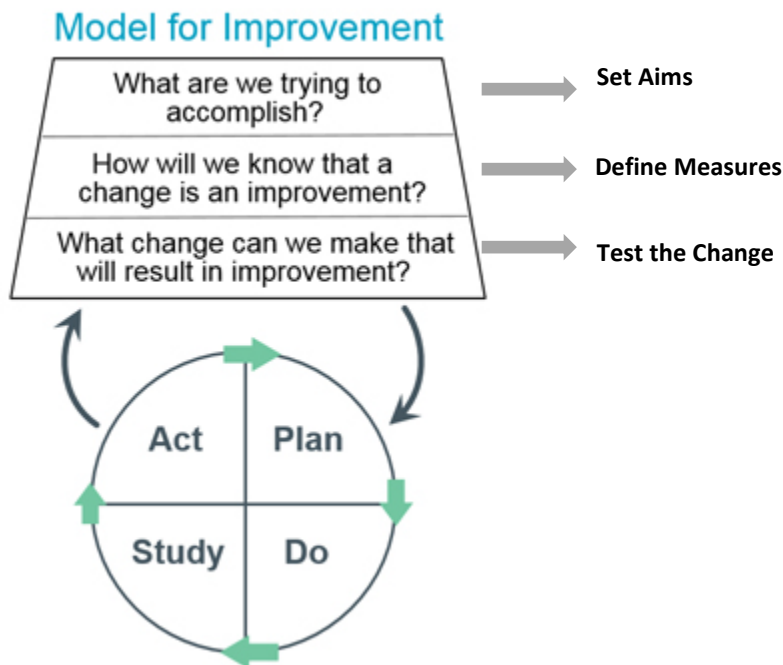 Model for Improvement
What are we trying to
accomplish?
Set Aims
How will we know that a
change is an improvement?
Define Measures
What change can we make that
will result in improvement?
Test the Change
Act
Plan
Study
Do